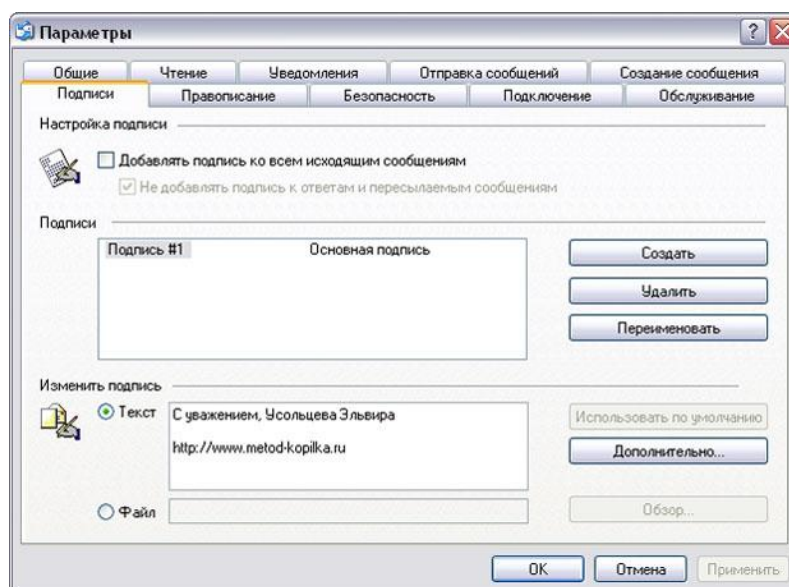 Параметры
Общие Чтение Уведомления Отправка сообщений Создание сообщения
Подписи Правописание Безопасность Подключение Обслуживание
Настройка подписи
Добавлять подпись ко всем исходящим сообщениям
Не добавлять подпись к ответам и пересылаемым сообщениям
Подписи
Подпись #1 Основная подпись
Создать
Удалить
Переименовать
Изменить подпись
Текст
С уважением, Усольцева Эльвира
http://www.metod-kopilka.ru
Использовать по умолчанию
Дополнительно...
Файл
Обзор...
OK Отмена Применить